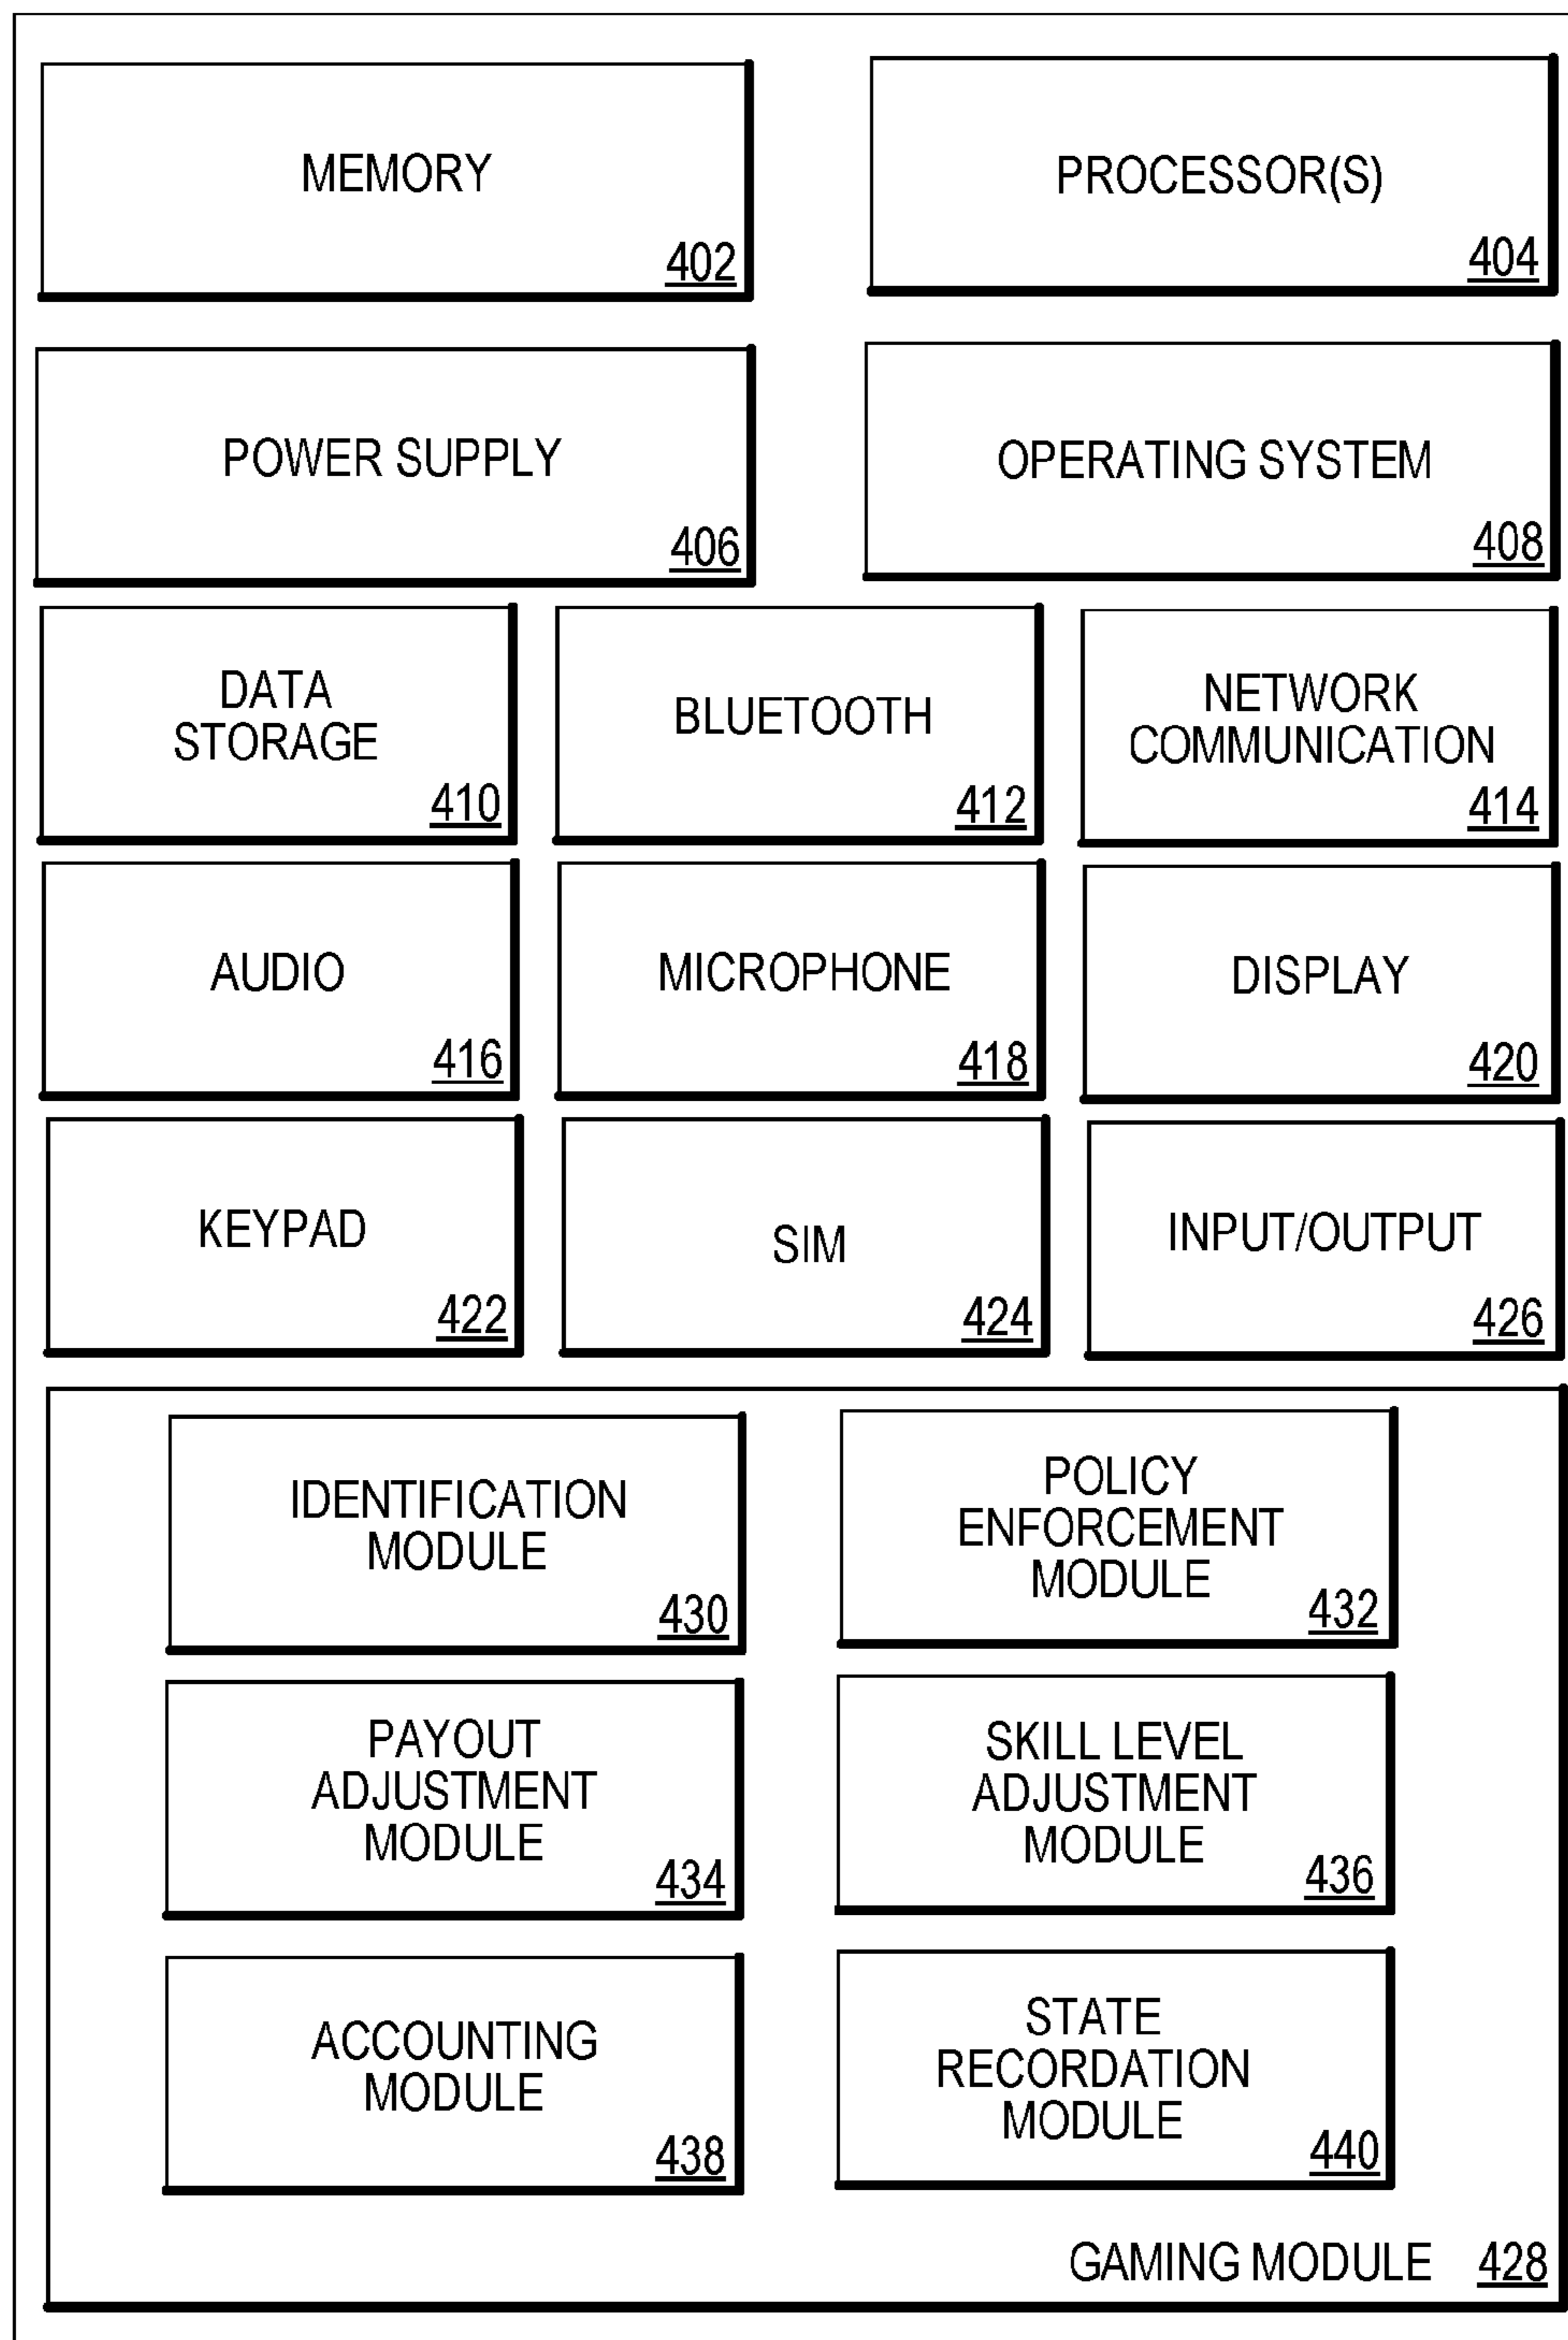 MEMORY
402
PROCESSOR(S)
404
POWER SUPPLY
406
OPERATING SYSTEM
408
DATA
STORAGE
410
BLUETOOTH
412
NETWORK
COMMUNICATION
414
AUDIO
416
MICROPHONE
418
DISPLAY
420
KEYPAD
422
SIM
424
INPUT/OUTPUT
426
IDENTIFICATION
MODULE
430
POLICY
ENFORCEMENT
MODULE
432
PAYOUT
ADJUSTMENT
MODULE
434
SKILL LEVEL
ADJUSTMENT
MODULE
436
ACCOUNTING
MODULE
438
STATE
RECORDATION
MODULE
440
GAMING MODULE 428